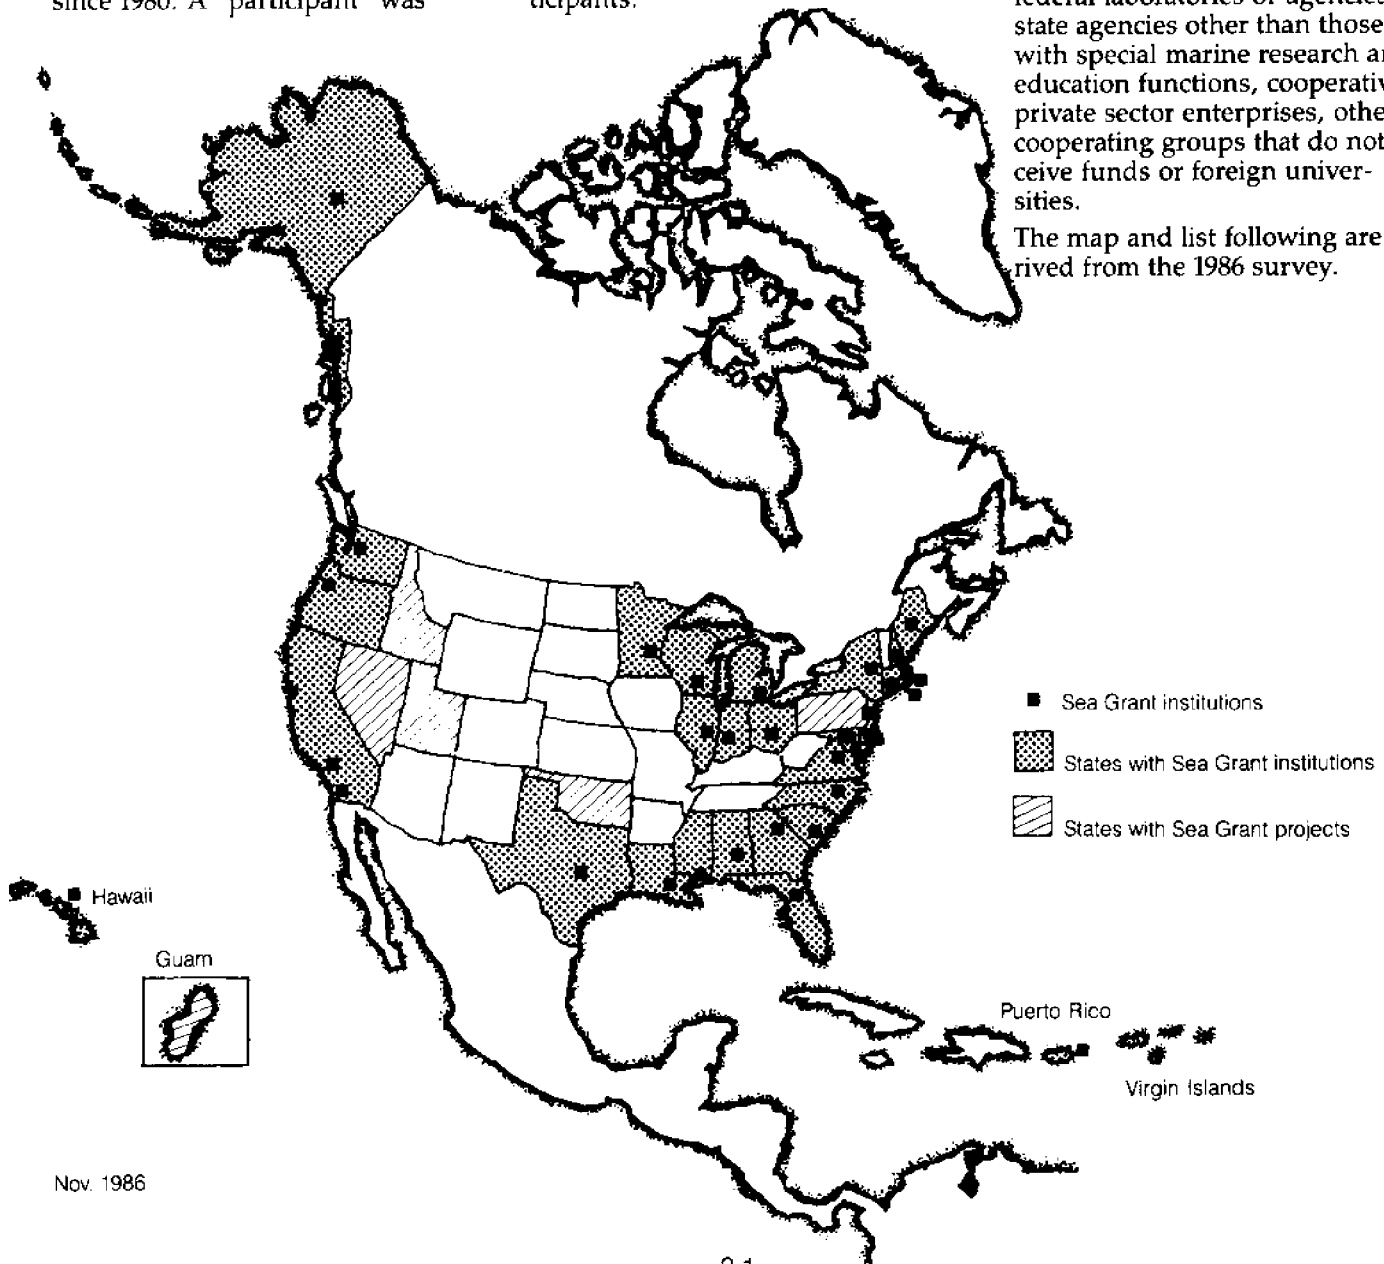 since 1980. A participant was
ticipants.
federal laboratories or agencies
state agencies other than those
with special marine research
education functions,
private sector enterprises,
cooperating groups that do not
ceive funds or foreign univer-
sities.
The map and list following are
rived from the 1986 survey.
Sea Grant institutions
States with Sea Grant institutions
States with Sea Grant projects
Hawaii
Guam
Puerto Rico
Virgin Islands
Nov. 1986